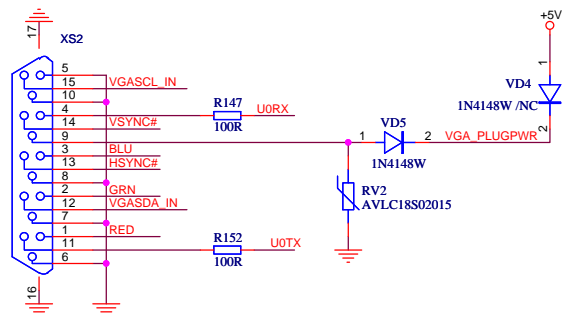 +5V
17
XS2
5
15 VGASCL_IN
10
4 R147 U0RX
100R
14 VSYNC#
9
1 VD5 2 VGA_PLUGPWR
1N4148W
1
VD4
1N4148W /NC
2
3 BLU
13 HSYNC#
8
2 GRN
12 VGASDA_IN
7
1 RED
11 R152 U0TX
100R
6
RV2
AVLC18S02015
16